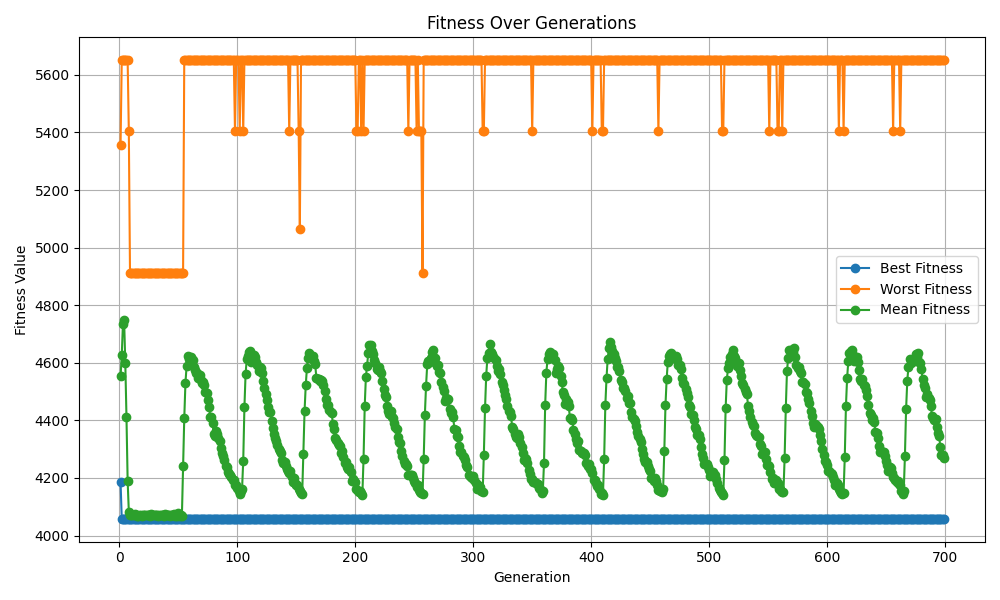 Fitness Over Generations
Fitness Value
5600
5400
5200
5000
4800
4600
4400
4200
4000
Best Fitness
Worst Fitness
Mean Fitness
0 100 200 300 400 500 600 700
Generation